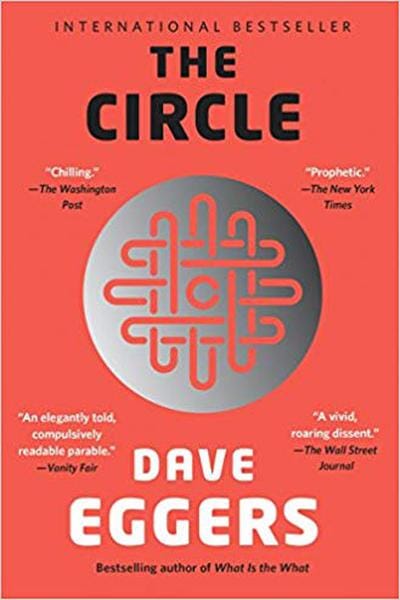 INTERNATIONAL BESTSELLER
THE
CIRCLE
“Chilling.”
—The Washington
Post
“Prophetic.”
—The New York
Times
“An elegantly told,
compulsively
readable parable.”
—Vanity Fair
“A vivid,
roaring dissent.”
—The Wall Street
Journal
DAVE
EGGERS
Bestselling author of What Is the What